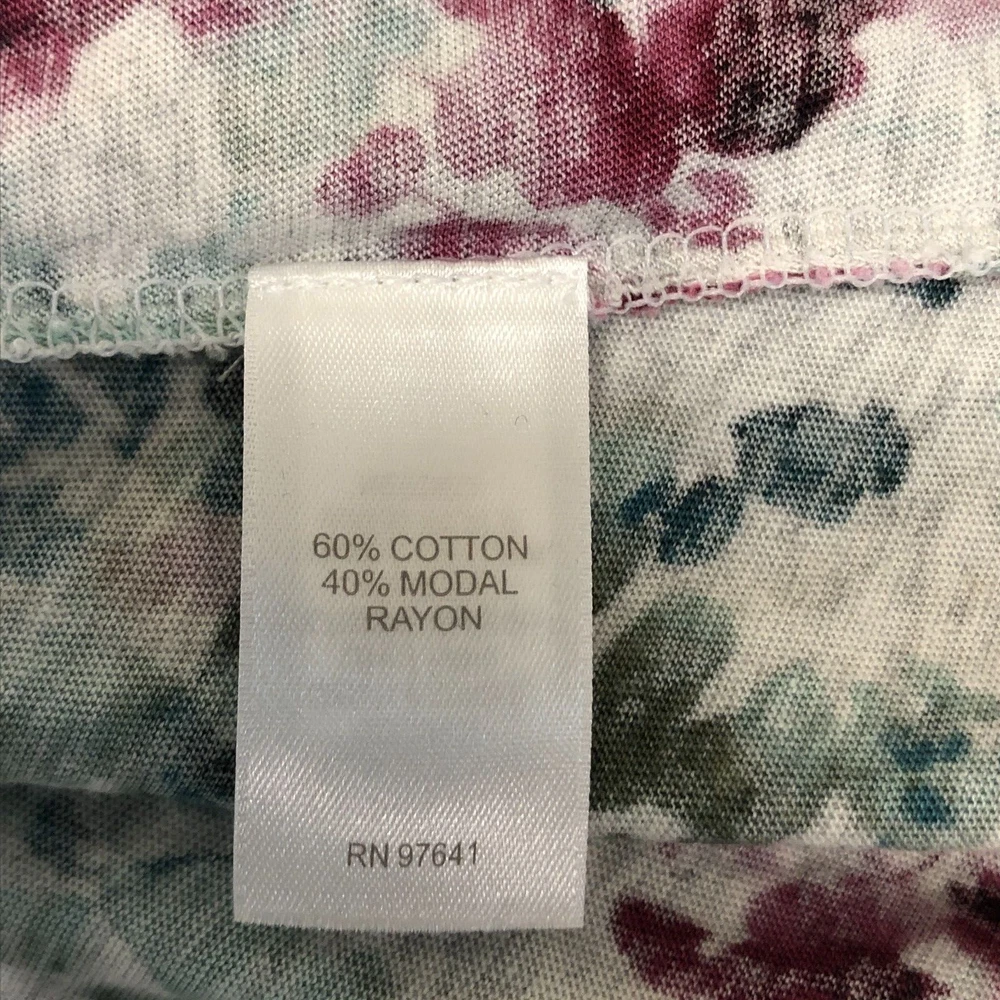 60% COTTON
40% MODAL
RAYON
RN 97641